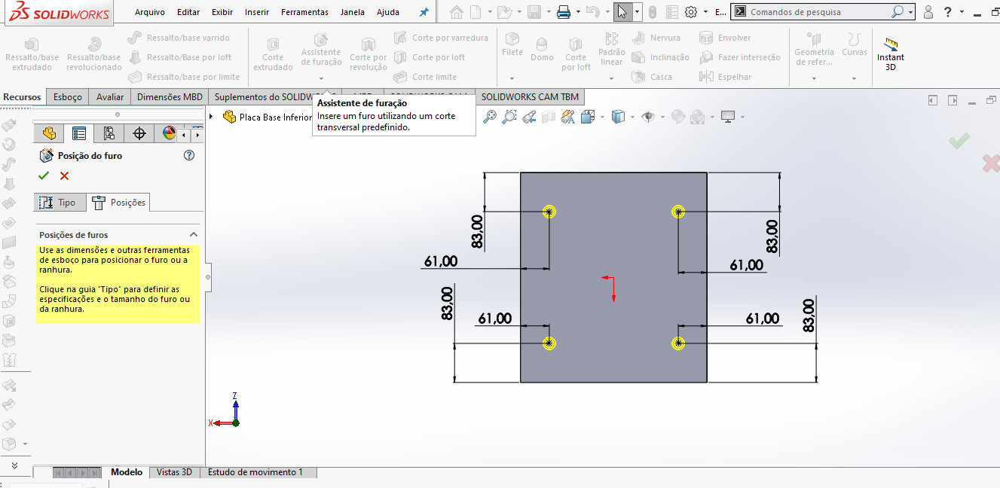 SOLIDWORKS
Arquivo Editar Exibir Inserir Ferramentas Janela Ajuda
E...
Comandos de pesquisa
?
Ressalto/base extrudado
Ressalto/base revolucionado
Ressalto/base varrido
Ressalto/Base por loft
Ressalto/base por limite
Corte extrudado
Assistente de furação
Corte por revolução
Corte por varredura
Corte por loft
Corte limite
Filete
Domo
Corte por loft
Padrão linear
Nervura
Inclinação
Casca
Envolver
Fazer interseção
Espelhar
Geometria de refer...
Curvas
Instant 3D
Recursos Esboço Avaliar Dimensões MBD Suplementos do SOLIDW
SOLIDWORKS CAM TBM
Assistente de furação
Insere um furo utilizando um corte
transversal predefinido.
Placa Base Inferior
Posição do furo
?
Tipo Posições
Posições de furos
Use as dimensões e outras ferramentas
de esboço para posicionar o furo ou a
ranhura.
Clique na guia "Tipo" para definir as
especificações e o tamanho do furo ou
da ranhura.
83,00
83,00
61,00
61,00
83,00
61,00
61,00
83,00
Z
X
Modelo Vistas 3D Estudo de movimento 1